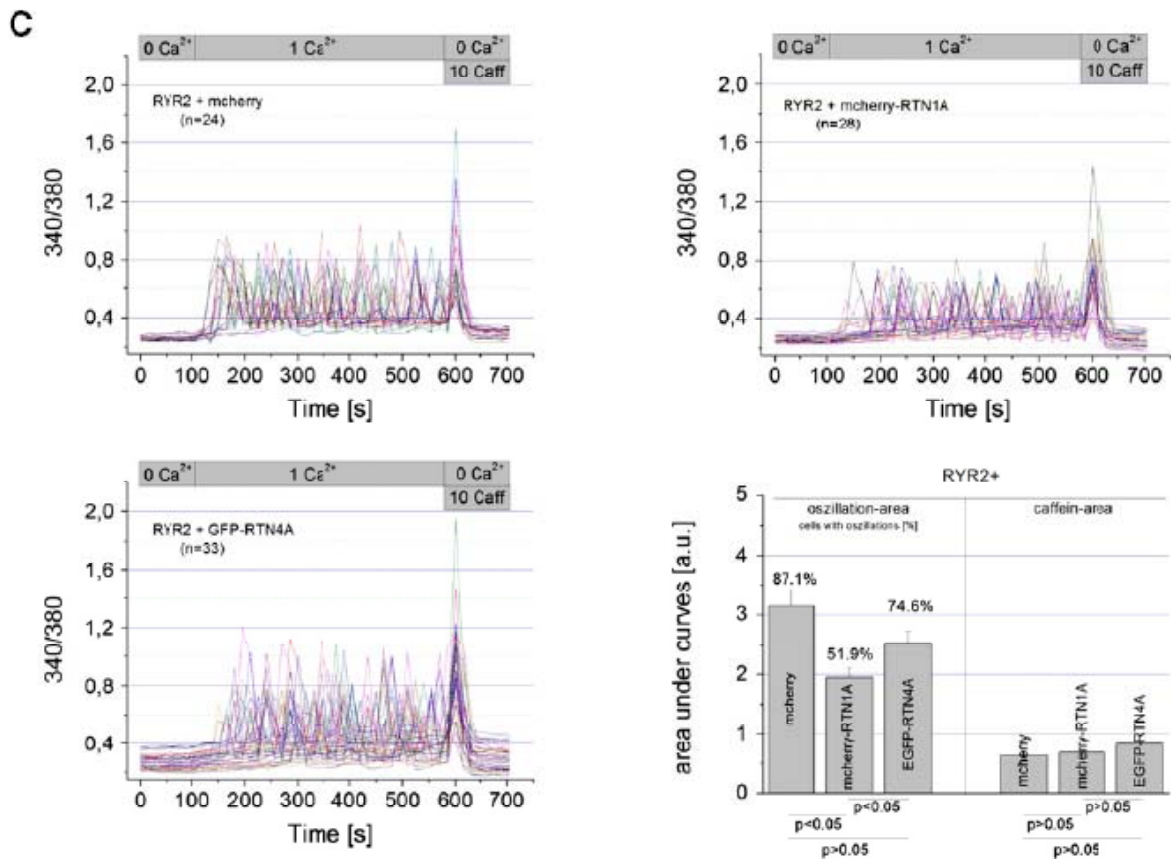 C
0 Ca2+ 1 Ca2+ 0 Ca2+
10 Caff
2,0
1,6
1,2
0,8
0,4
RYR2 + mcherry
(n=24)
340/380
0 100 200 300 400 500 600 700
Time [s]
0 Ca2+ 1 Ca2+ 0 Ca2+
10 Caff
2,0
1,6
1,2
0,8
0,4
RYR2 + mcherry-RTN1A
(n=28)
340/380
0 100 200 300 400 500 600 700
Time [s]
0 Ca2+ 1 Ca2+ 0 Ca2+
10 Caff
2,0
1,6
1,2
0,8
0,4
RYR2 + GFP-RTN4A
(n=33)
340/380
0 100 200 300 400 500 600 700
Time [s]
RYR2+
oszillation-area caffein-area
cells with oszillations [%]
area under curves [a.u.]
5
4
3
2
1
0
87.1%
51.9%
74.6%
mcherry
mcherry-RTN1A
EGFP-RTN4A
mcherry
mcherry-RTN1A
EGFP-RTN4A
p<0.05 p>0.05
p<0.05 p>0.05
p>0.05 p>0.05